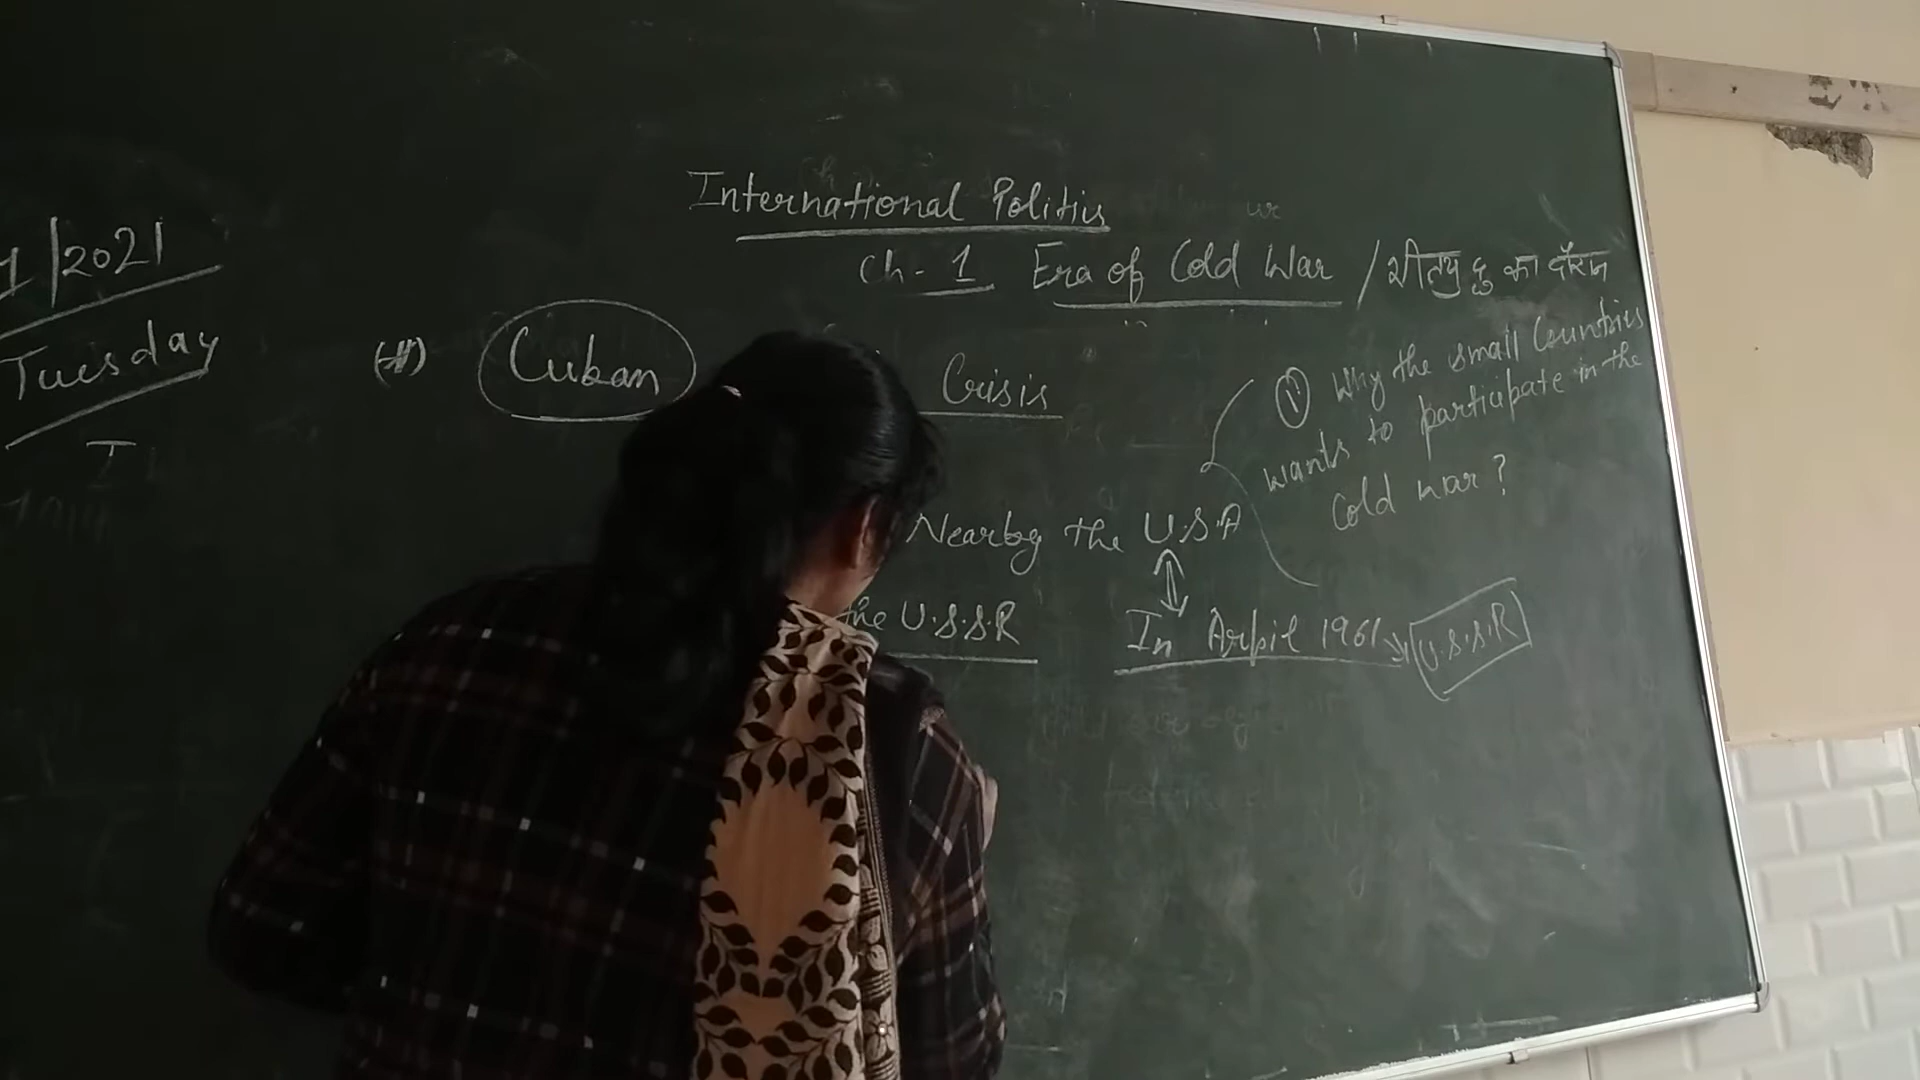 International Politics
Ch-1 Era of Cold War / शीतयुद्ध का दौर
1/2021
Tuesday
(#) Cuban Crisis
① Why the small Countries
wants to participate in the
Cold war?
Nearby the U.S.A
the U.S.S.R
In Arpil 1961 → U.S.S.R